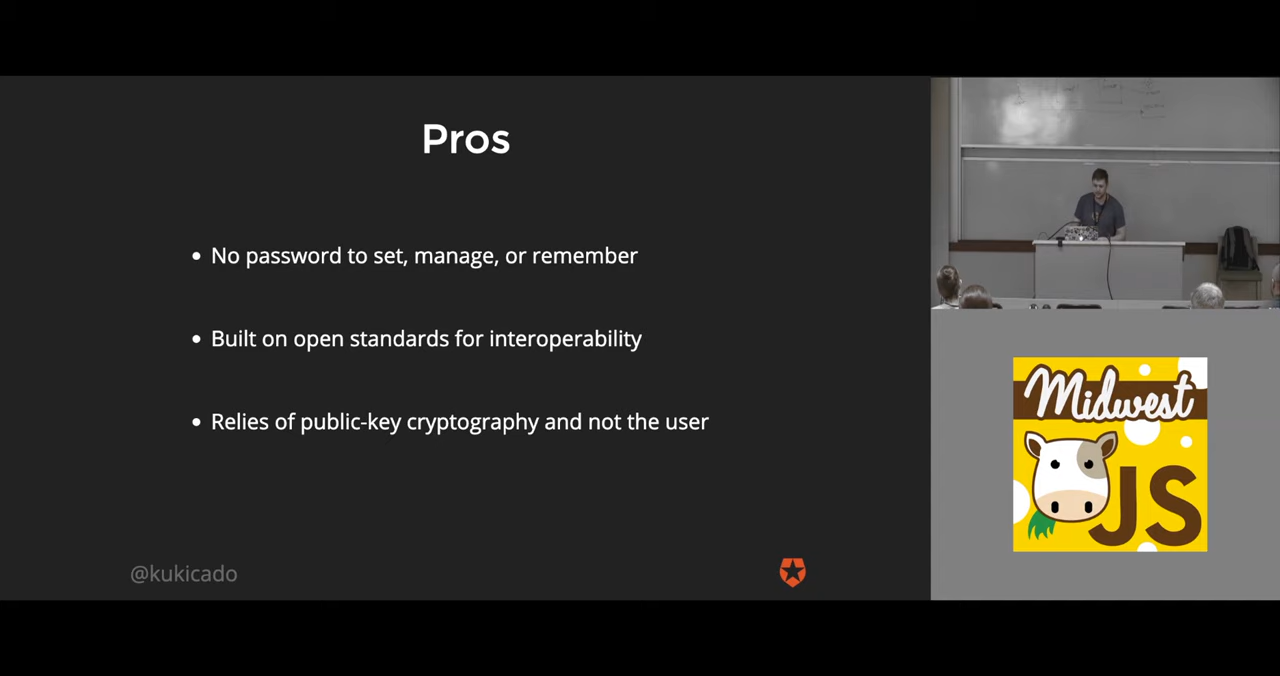 Pros
No password to set, manage, or remember
Built on open standards for interoperability
Relies of public-key cryptography and not the user
@kukicado
Midwest
JS